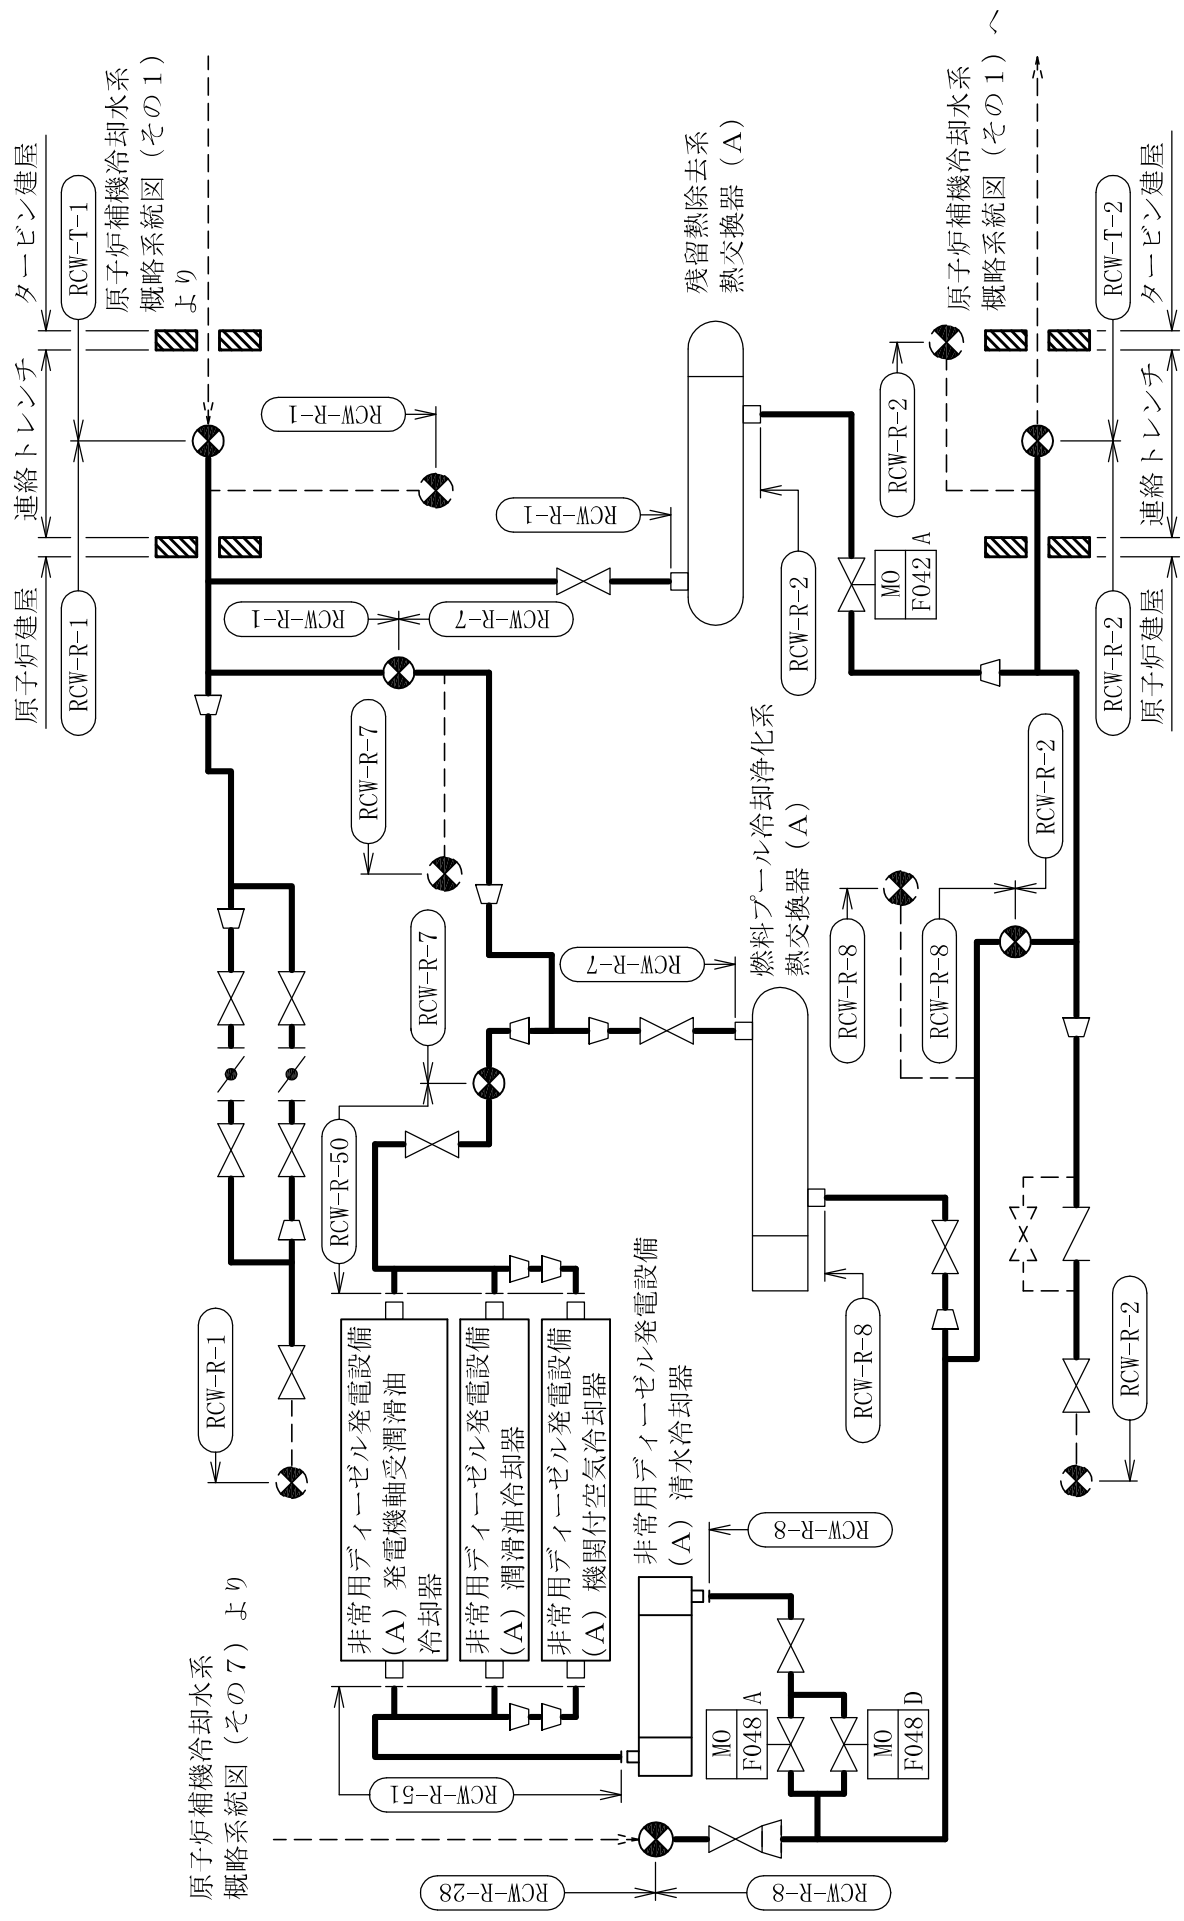 原子炉建屋
連絡トレンチ
タービン建屋
RCW-R-1
RCW-T-1
原子炉補機冷却水系
概略系統図（その１）
より
RCW-R-1
RCW-R-1
RCW-R-7
RCW-R-1
RCW-R-7
RCW-R-7
RCW-R-50
RCW-R-1
残留熱除去系
熱交換器（A）
RCW-R-2
MO
F042
A
RCW-R-2
原子炉補機冷却水系
概略系統図（その１）へ
RCW-R-2
RCW-T-2
原子炉建屋
連絡トレンチ
タービン建屋
RCW-R-7
燃料プール冷却浄化系
熱交換器（A）
RCW-R-8
RCW-R-8
RCW-R-8
RCW-R-2
RCW-R-2
非常用ディーゼル発電設備
(A) 発電機軸受潤滑油
冷却器
非常用ディーゼル発電設備
(A) 潤滑油冷却器
非常用ディーゼル発電設備
(A) 機関付空気冷却器
非常用ディーゼル発電設備
(A) 清水冷却器
RCW-R-8
RCW-R-51
MO
F048
A
MO
F048
D
原子炉補機冷却水系
概略系統図（その７）より
RCW-R-28
RCW-R-8